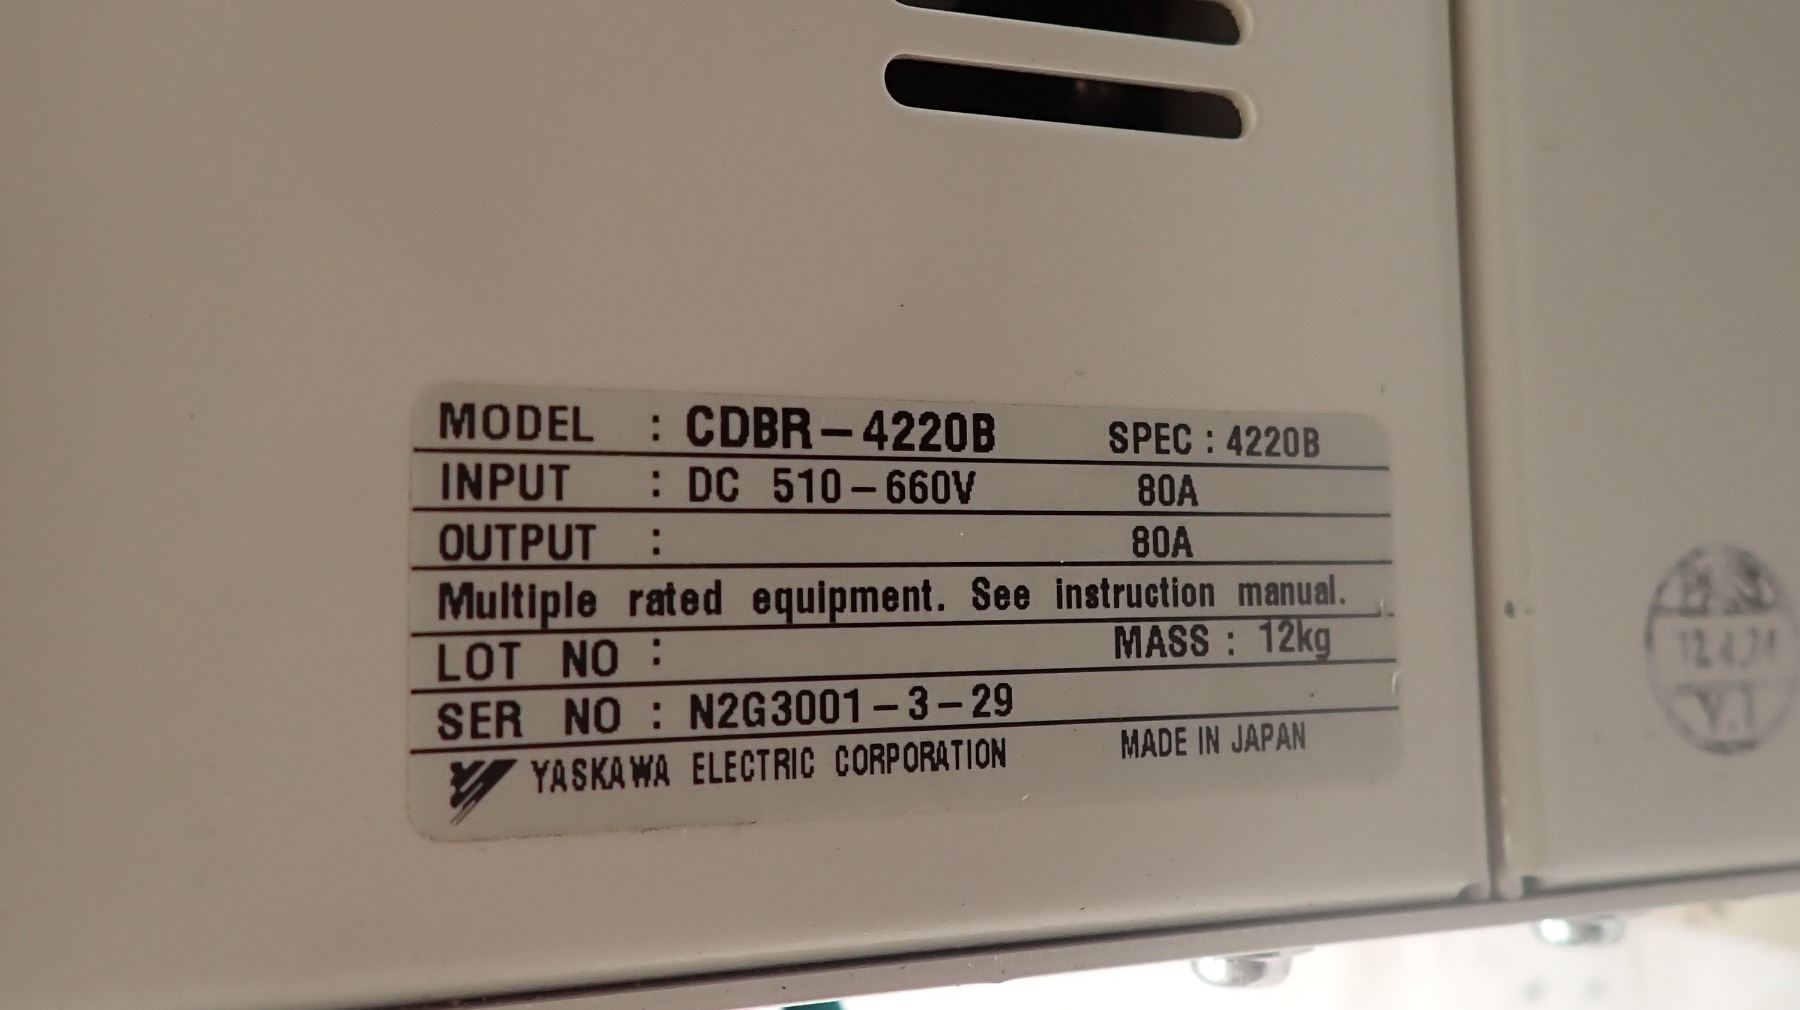 MODEL : CDBR-4220B SPEC : 4220B
INPUT : DC 510-660V 80A
OUTPUT : 80A
Multiple rated equipment. See instruction manual.
LOT NO : MASS : 12kg
SER NO : N2G3001-3-29
YASKAWA ELECTRIC CORPORATION MADE IN JAPAN
Y.I